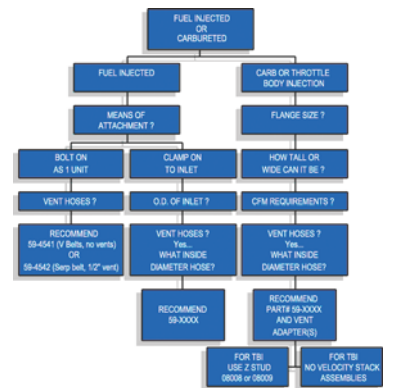 FUEL INJECTED
OR
CARBURETED
FUEL INJECTED
CARB OR THROTTLE
BODY INJECTION
MEANS OF
ATTACHMENT ?
FLANGE SIZE ?
BOLT ON
AS 1 UNIT
CLAMP ON
TO INLET
HOW TALL OR
WIDE CAN IT BE ?
VENT HOSES ?
O.D. OF INLET ?
CFM REQUIREMENTS ?
RECOMMEND
59-4541 (V Belts, no vents)
OR
59-4542 (Serp belt, 1/2" vent)
VENT HOSES ?
Yes...
WHAT INSIDE
DIAMETER HOSE?
VENT HOSES ?
Yes...
WHAT INSIDE
DIAMETER HOSE?
RECOMMEND
59-XXXX
RECOMMEND
PART# 59-XXXX
AND VENT
ADAPTER(S)
FOR TBI
USE Z STUD
08008 or 08009
FOR TBI
NO VELOCITY STACK
ASSEMBLIES